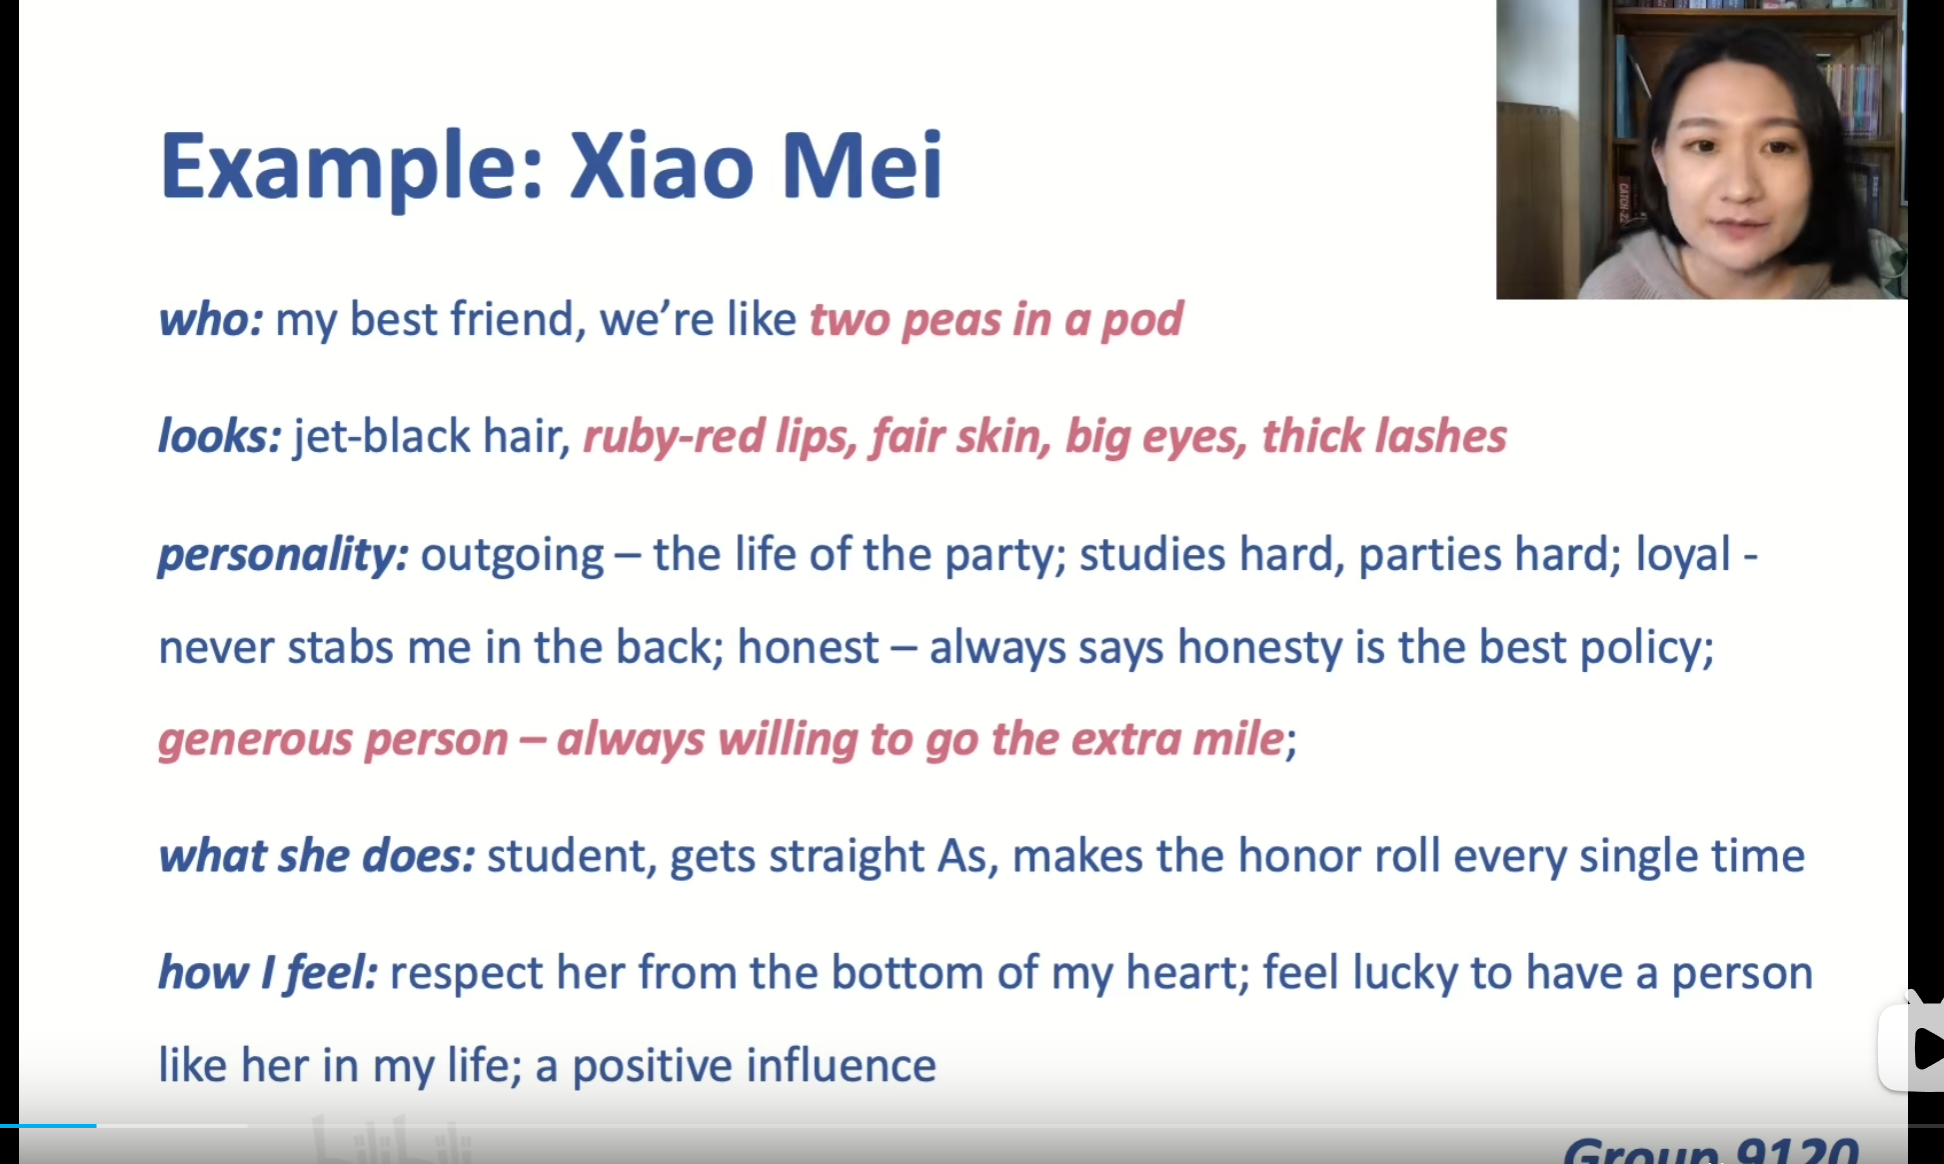 Example: Xiao Mei
who: my best friend, we’re like two peas in a pod
looks: jet-black hair, ruby-red lips, fair skin, big eyes, thick lashes
personality: outgoing – the life of the party; studies hard, parties hard; loyal -
never stabs me in the back; honest – always says honesty is the best policy;
generous person – always willing to go the extra mile;
what she does: student, gets straight As, makes the honor roll every single time
how I feel: respect her from the bottom of my heart; feel lucky to have a person
like her in my life; a positive influence
bilibili
Group 9120
CATCH-22